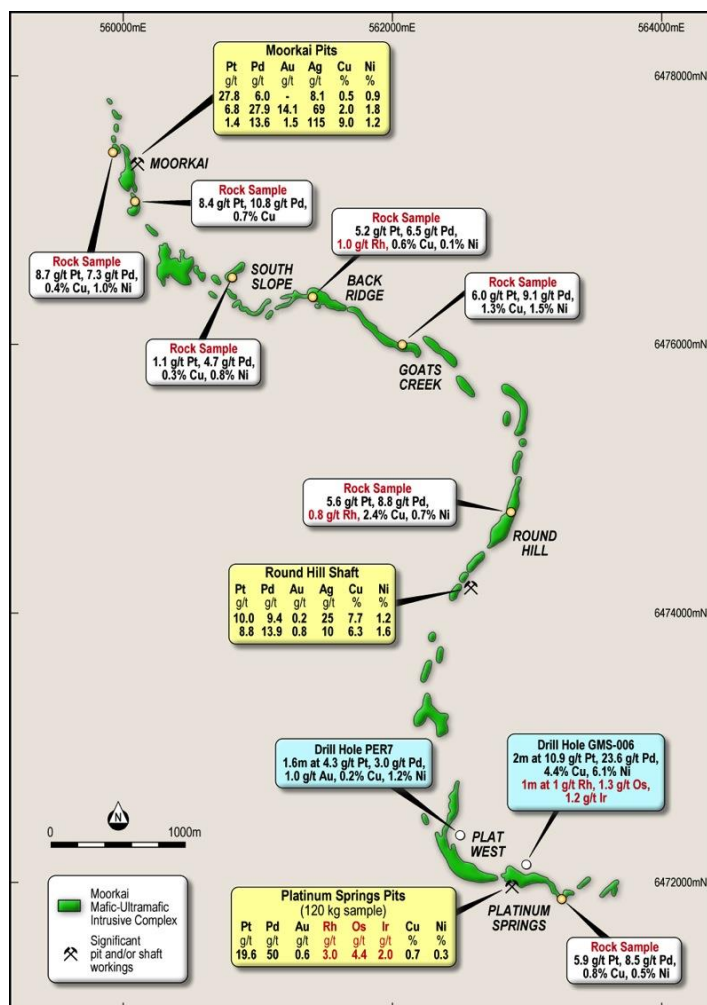 560000mE
562000mE
564000mE
6478000mN
Moorkai Pits
Pt Pd Au Ag Cu Ni
g/t g/t g/t g/t % %
27.8 6.0 - 8.1 0.5 0.9
6.8 27.9 14.1 69 2.0 1.8
1.4 13.6 1.5 115 9.0 1.2
MOORKAI
Rock Sample
8.4 g/t Pt, 10.8 g/t Pd,
0.7% Cu
Rock Sample
8.7 g/t Pt, 7.3 g/t Pd,
0.4% Cu, 1.0% Ni
SOUTH
SLOPE
Rock Sample
5.2 g/t Pt, 6.5 g/t Pd,
1.0 g/t Rh, 0.6% Cu, 0.1% Ni
BACK
RIDGE
Rock Sample
6.0 g/t Pt, 9.1 g/t Pd,
1.3% Cu, 1.5% Ni
6476000mN
Rock Sample
1.1 g/t Pt, 4.7 g/t Pd,
0.3% Cu, 0.8% Ni
GOATS
CREEK
Rock Sample
5.6 g/t Pt, 8.8 g/t Pd,
0.8 g/t Rh, 2.4% Cu, 0.7% Ni
ROUND
HILL
Round Hill Shaft
Pt Pd Au Ag Cu Ni
g/t g/t g/t g/t % %
10.0 9.4 0.2 25 7.7 1.2
8.8 13.9 0.8 10 6.3 1.6
6474000mN
Drill Hole PER7
1.6m at 4.3 g/t Pt, 3.0 g/t Pd,
1.0 g/t Au, 0.2% Cu, 1.2% Ni
Drill Hole GMS-006
2m at 10.9 g/t Pt, 23.6 g/t Pd,
4.4% Cu, 6.1% Ni
1m at 1 g/t Rh, 1.3 g/t Os,
1.2 g/t Ir
N
0
1000m
PLAT
WEST
6472000mN
Moorkai
Mafic-Ultramafic
Intrusive Complex
Significant
pit and/or shaft
workings
Platinum Springs Pits
(120 kg sample)
Pt Pd Au Rh Os Ir Cu Ni
g/t g/t g/t g/t g/t g/t % %
19.6 50 0.6 3.0 4.4 2.0 0.7 0.3
PLATINUM
SPRINGS
Rock Sample
5.9 g/t Pt, 8.5 g/t Pd,
0.8% Cu, 0.5% Ni